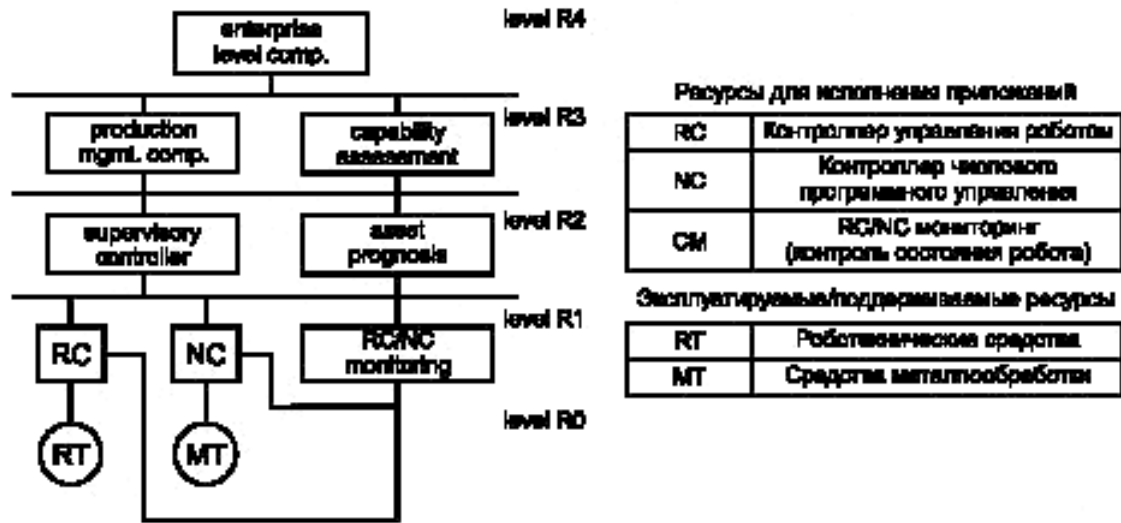 enterprise
level comp.
level R4
production
mgmt. comp.
capability
assessment
level R3
supervisory
controller
asset
prognosis
level R2
RC
NC
RC/NC
monitoring
level R1
RT
MT
level R0
Ресурсы для исполнения приложений
RC
Контроллер управления роботом
NC
Контроллер числового
программного управления
CM
RC/NC мониторинг
(контроль состояния робота)
Эксплуатируемые/поддерживаемые ресурсы
RT
Робототехнические средства
MT
Средства металлообработки